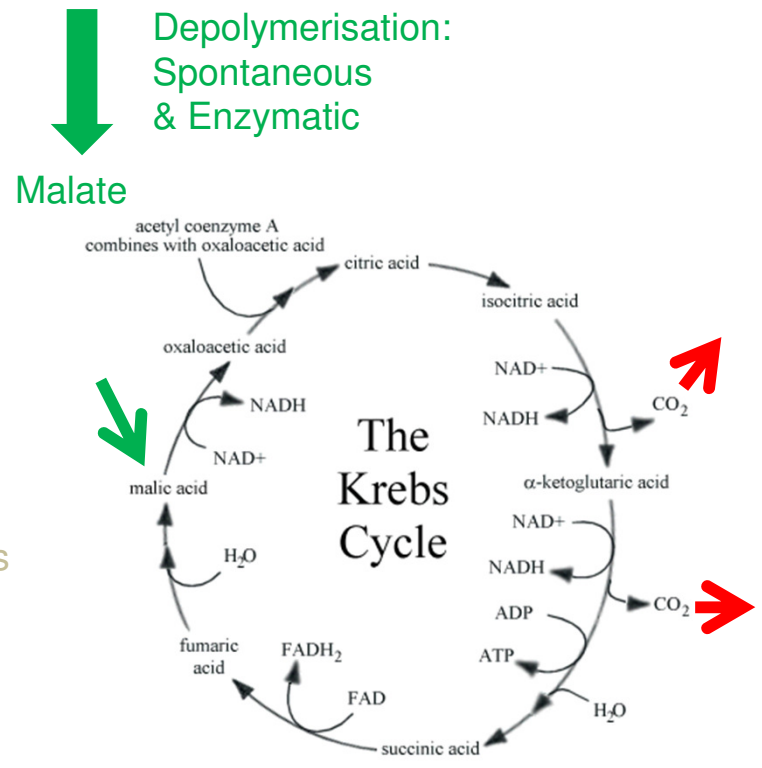 Depolymerisation:
Spontaneous
& Enzymatic
Malate
acetyl coenzyme A
combines with oxaloacetic acid
citric acid
isocitric acid
oxaloacetic acid
NAD+
CO2
NADH
NADH
NAD+
The
Krebs
Cycle
malic acid
α-ketoglutaric acid
NAD+
NADH
H2O
s
CO2
ADP
ATP
fumaric
acid
FADH2
FAD
H2O
succinic acid